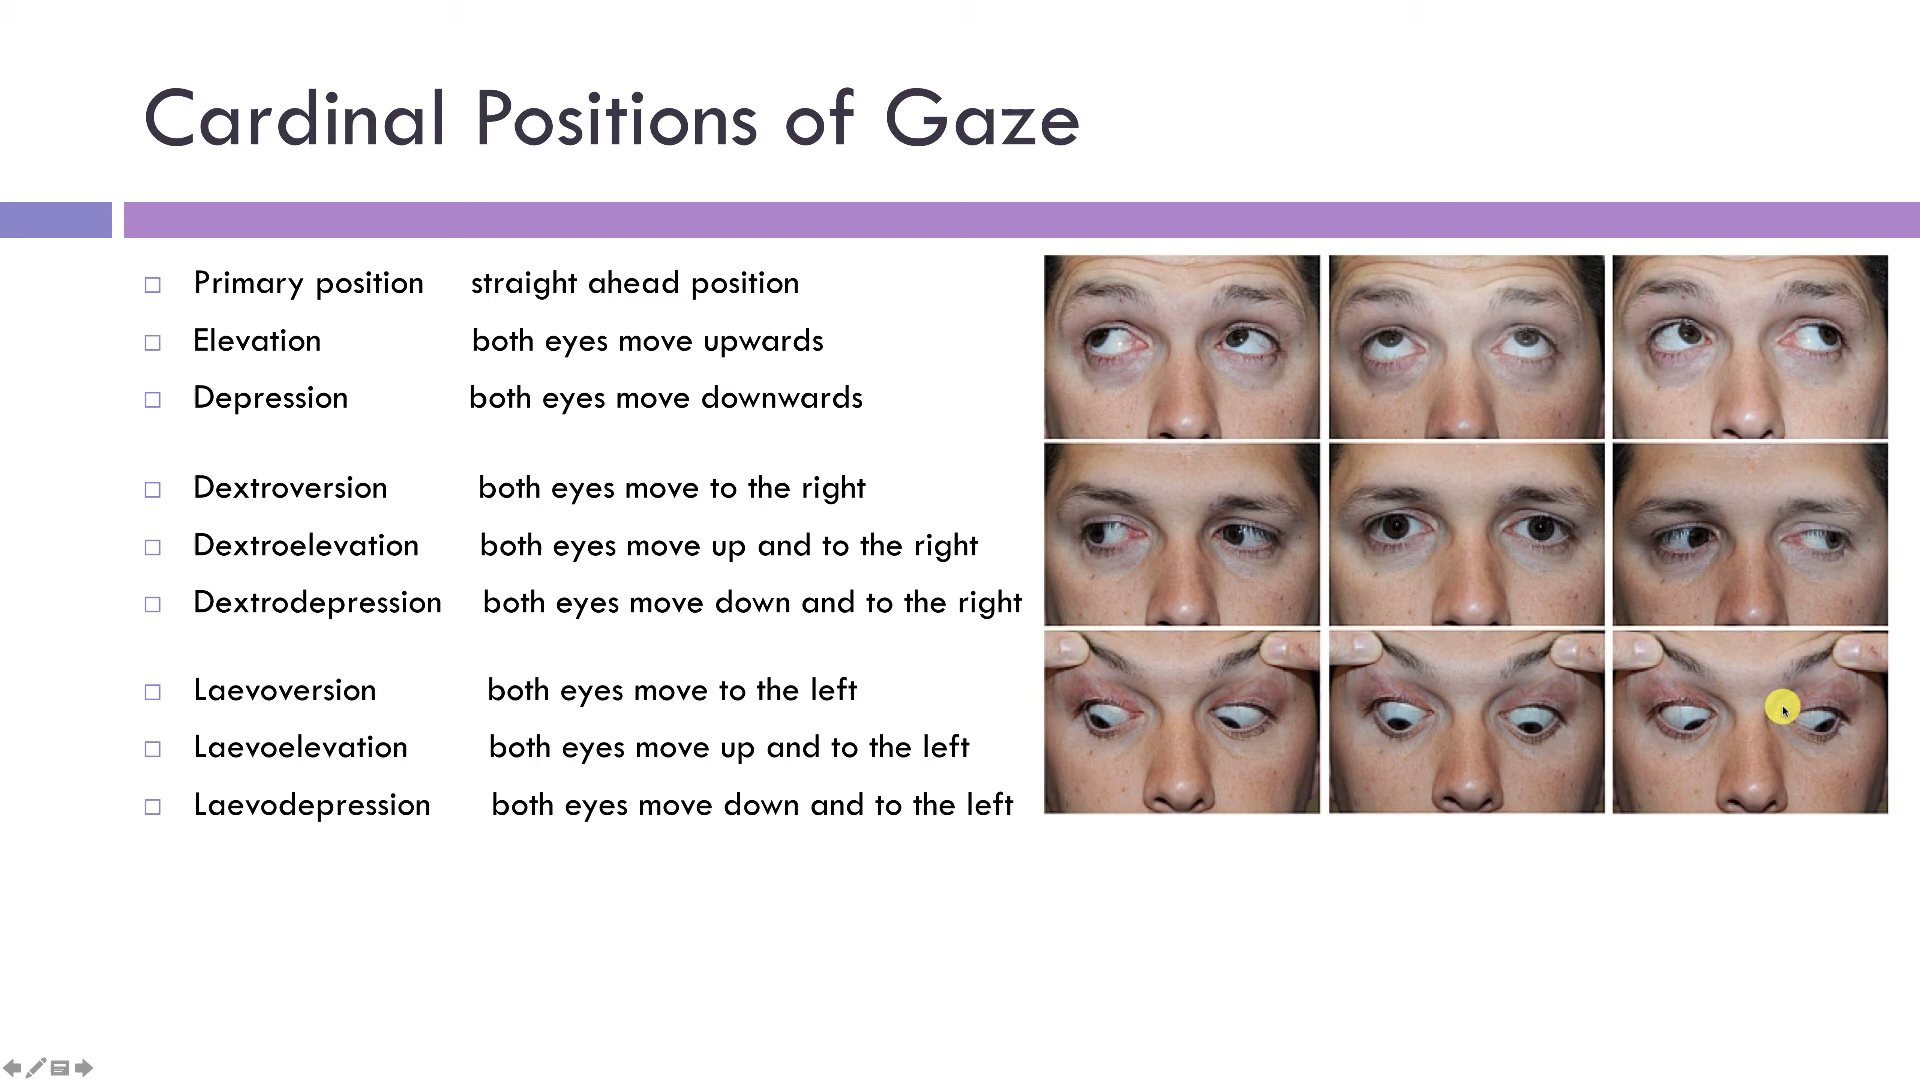 Cardinal Positions of Gaze
Primary position straight ahead position
Elevation both eyes move upwards
Depression both eyes move downwards
Dextroversion both eyes move to the right
Dextroelevation both eyes move up and to the right
Dextrodepression both eyes move down and to the right
Laevoversion both eyes move to the left
Laevoelevation both eyes move up and to the left
Laevodepression both eyes move down and to the left